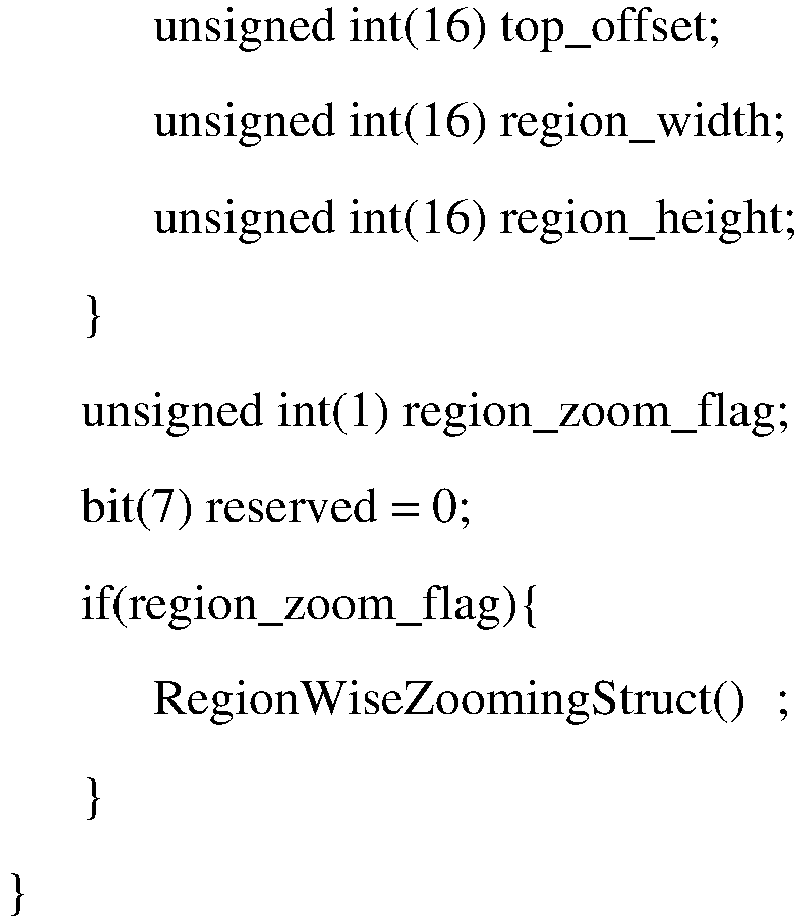 unsigned int(16) top_offset;
unsigned int(16) region_width;
unsigned int(16) region_height;
}
unsigned int(1) region_zoom_flag;
bit(7) reserved = 0;
if(region_zoom_flag){
RegionWiseZoomingStruct() ;
}
}